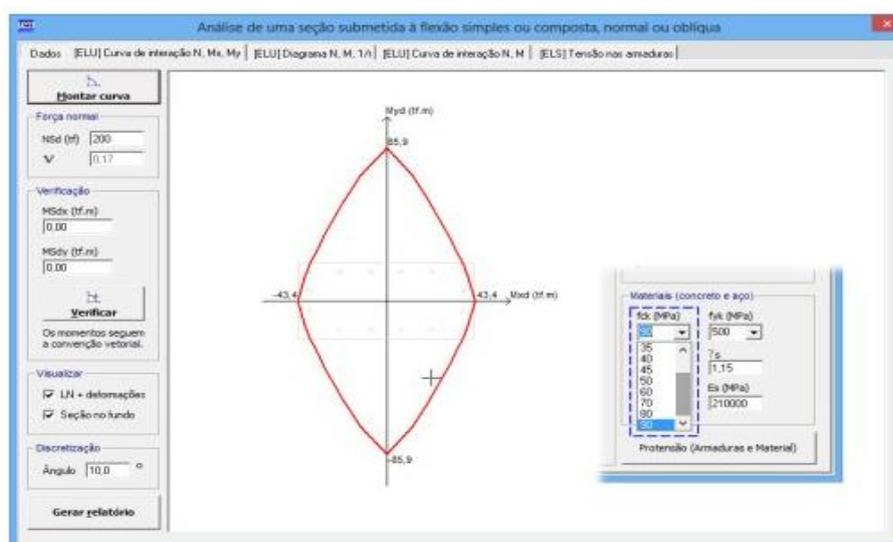 Análise de uma seção submetida à flexão simples ou composta, normal ou oblíqua
Dados
[ELU] Curva de interação N, Mx, My
[ELU] Diagrama N, M, 1/r
[ELU] Curva de interação N, M
[ELS] Tensão nas armaduras
Montar curva
Força normal
NSd (tf) 200
0,17
Verificação
MSdx (tf.m)
0,00
MSdy (tf.m)
0,00
Verificar
Os momentos seguem
a convenção vetorial.
Visualizar
LN + deformações
Seção no fundo
Discretização
Ângulo 10,0 º
Gerar relatório
Myd (tf.m)
85,9
-43,4
43,4 Mxd (tf.m)
-85,9
Materiais (concreto e aço)
fck (MPa) fyk (MPa)
90 500
35
40
45
50
60
70
80
90
?s
1,15
Es (MPa)
210000
Protensão (Armaduras e Material)